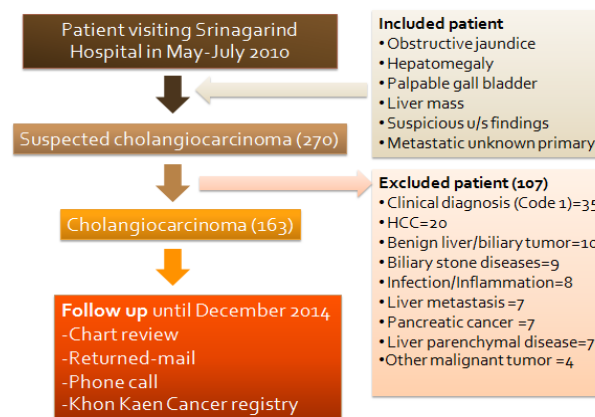 Patient visiting Srinagarind
Hospital in May-July 2010
Included patient
• Obstructive jaundice
• Hepatomegaly
• Palpable gall bladder
• Liver mass
• Suspicious u/s findings
• Metastatic unknown primary
Suspected cholangiocarcinoma (270)
Excluded patient (107)
• Clinical diagnosis (Code 1)=35
• HCC=20
• Benign liver/biliary tumor=10
• Biliary stone diseases=9
• Infection/Inflammation=8
• Liver metastasis =7
• Pancreatic cancer =7
• Liver parenchymal disease=7
•Other malignant tumor =4
Cholangiocarcinoma (163)
Follow up until December 2014
-Chart review
-Returned-mail
-Phone call
-Khon Kaen Cancer registry